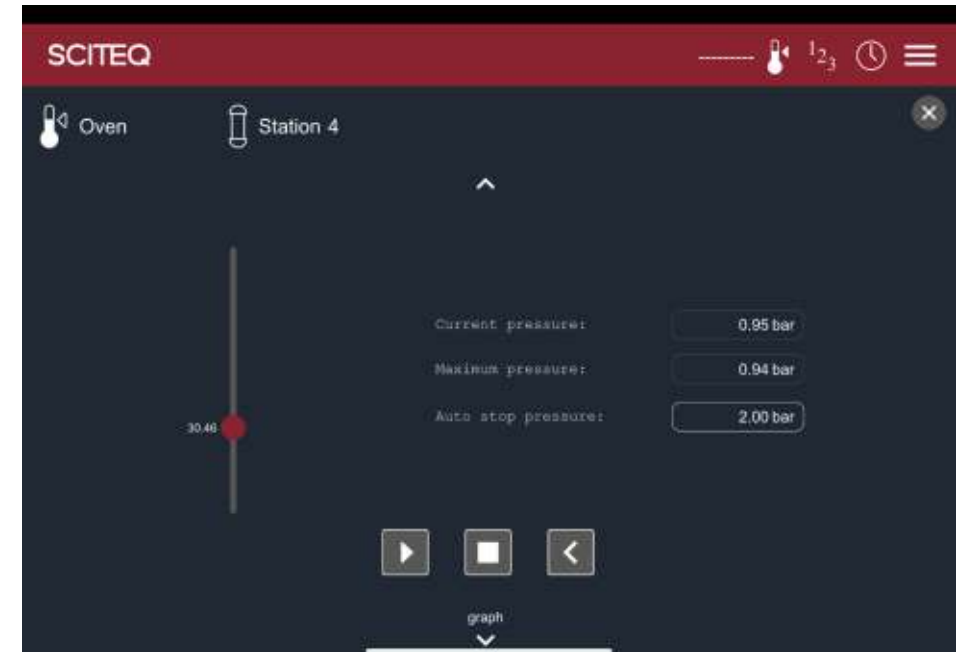 SCITEQ
--------- 123
Oven Station 4
Current pressure: 0.95 bar
Maximum pressure: 0.94 bar
Auto stop pressure: 2.00 bar
30.46
graph